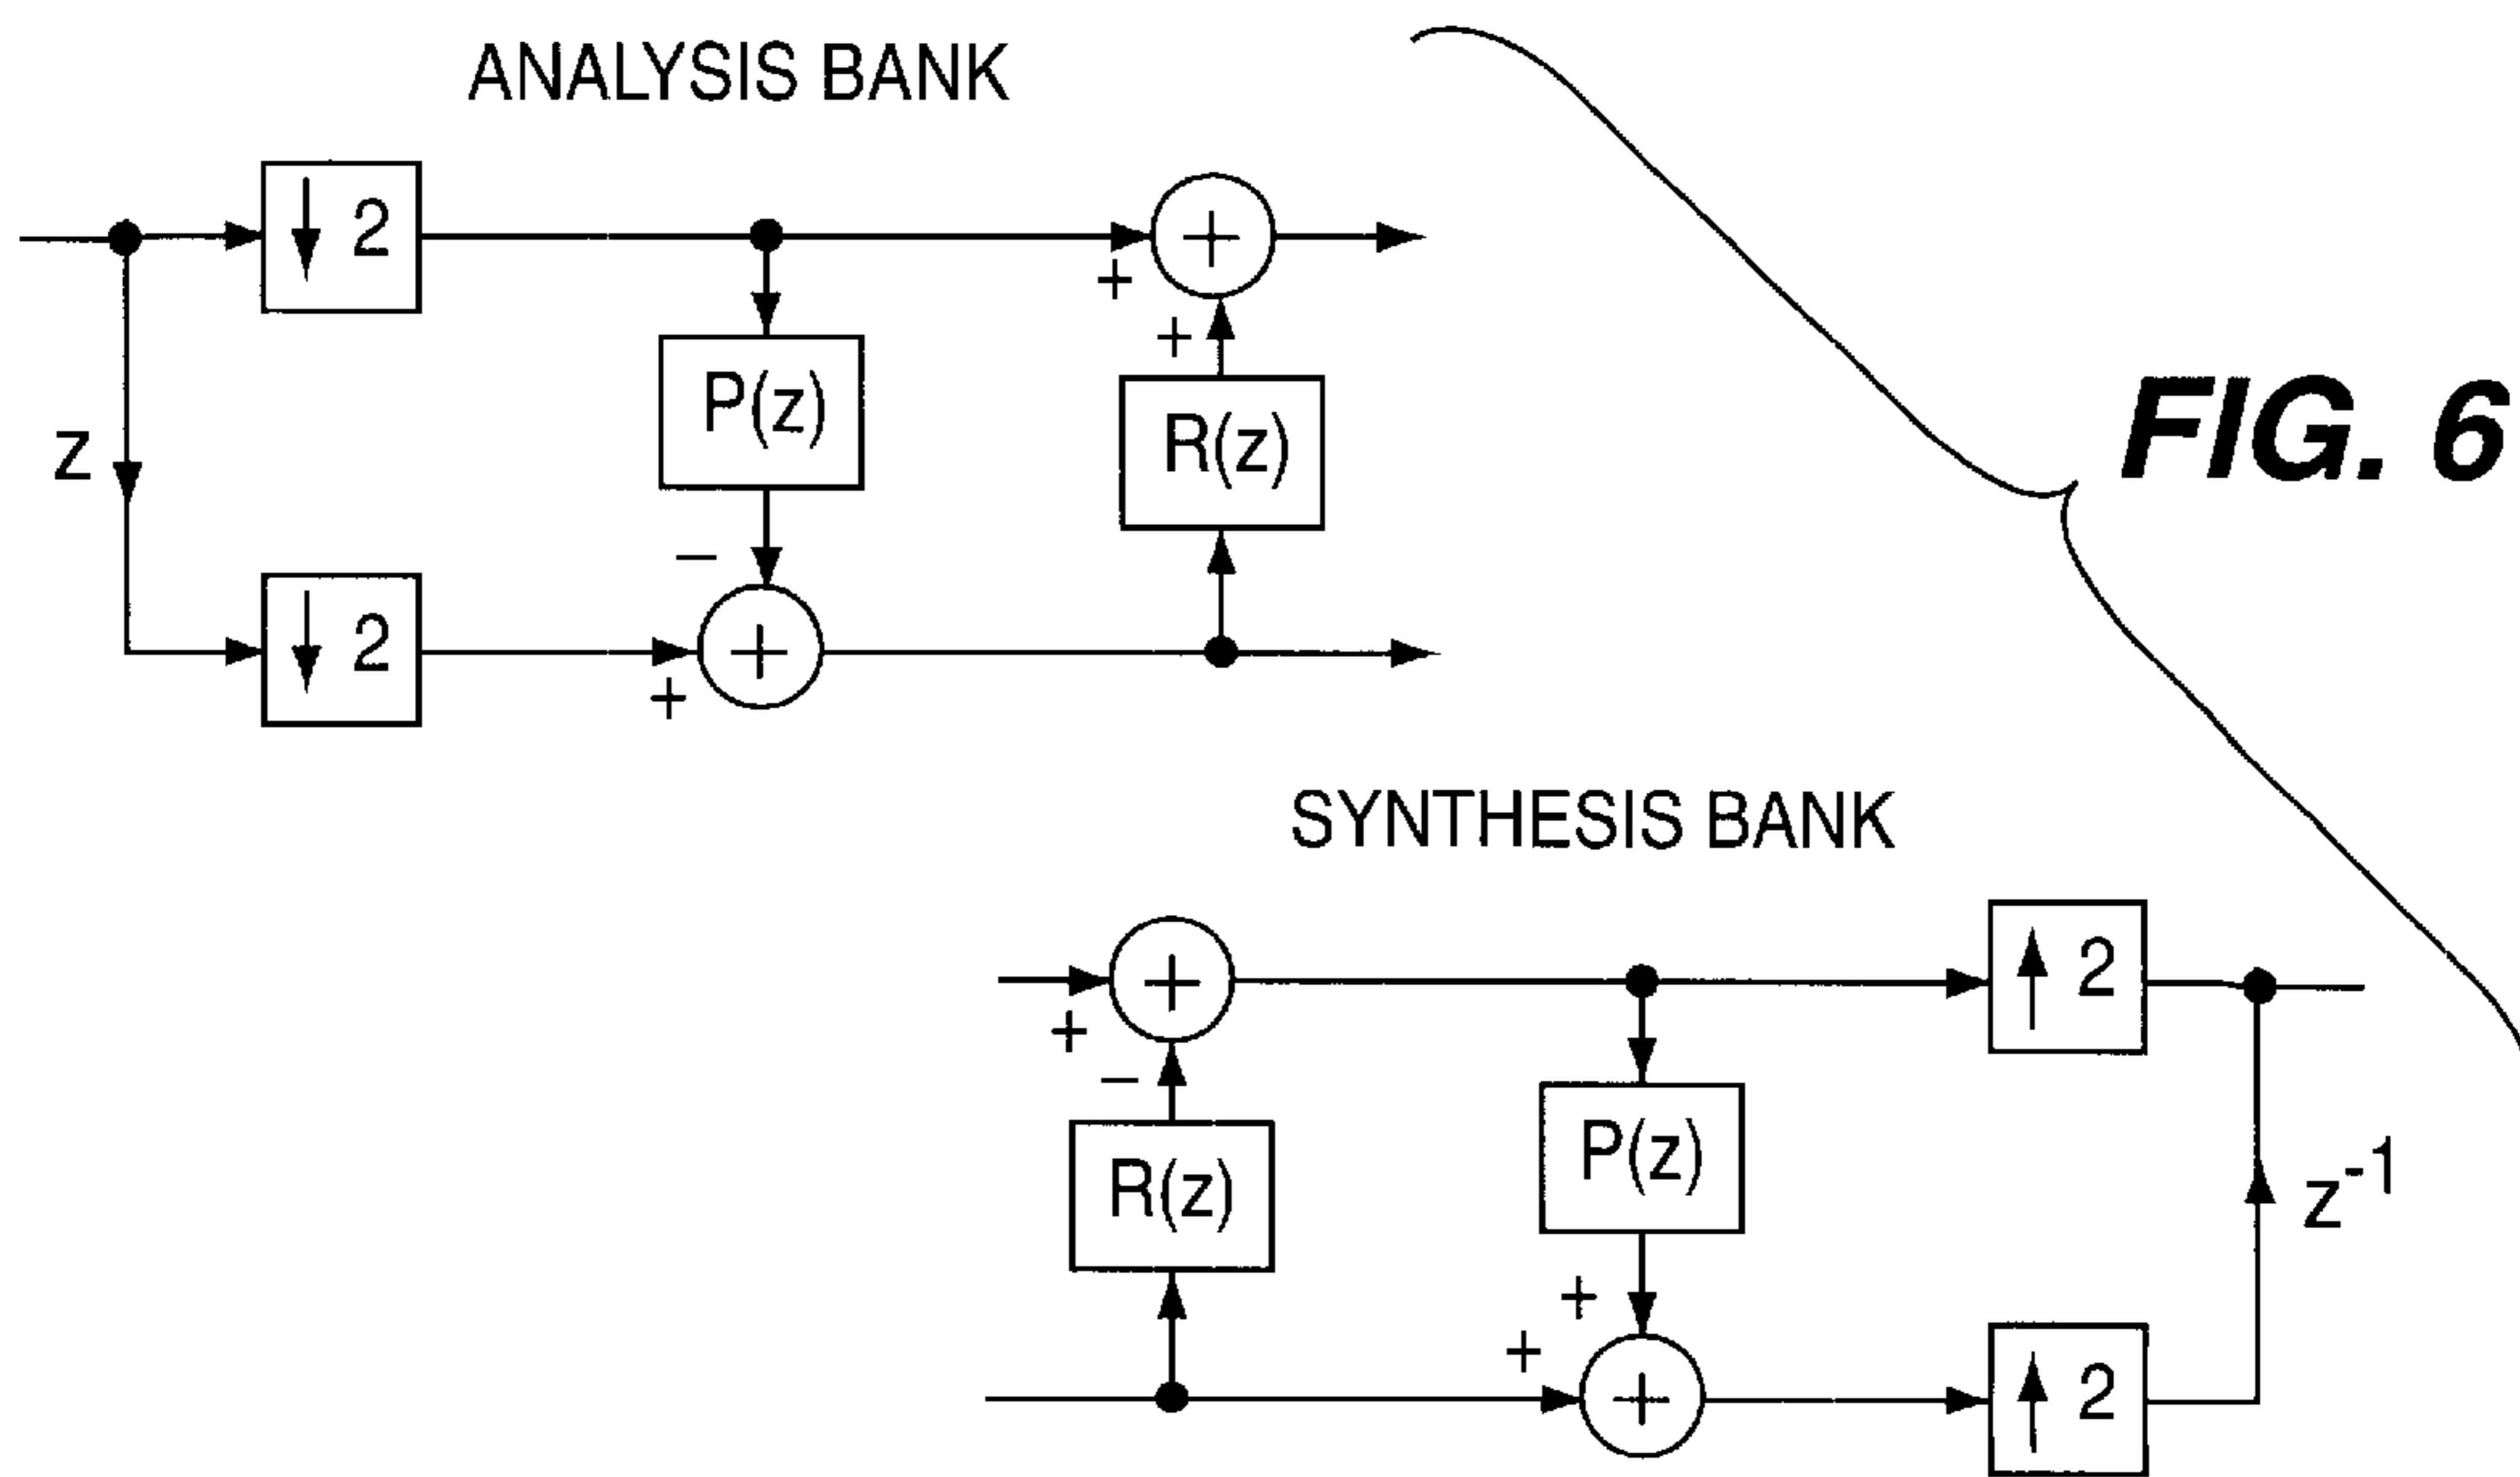 ANALYSIS BANK
↓ 2
+
+
+
P(z)
R(z)
FIG. 6
z
−
↓ 2
+
+
SYNTHESIS BANK
+
↑ 2
+
−
P(z)
R(z)
z-1
+
+
+
↑ 2